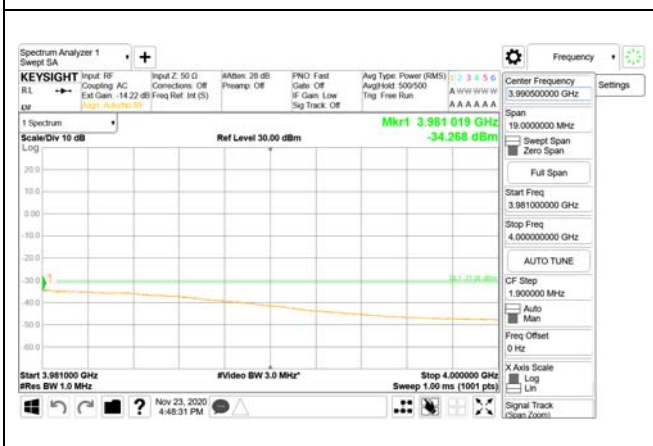 Spectrum Analyzer 1
Swept SA
+
Frequency
KEYSIGHT
Input: RF
Input Z: 50 Ω
#Atten: 28 dB
PNO: Fast
Avg Type: Power (RMS)
1 2 3 4 5 6
RL
Coupling: AC
Corrections: Off
Preamp: Off
Gate: Off
Avg|Hold: 500/500
A W W W W W
Ext Gain: -14.22 dB
Freq Ref: Int (S)
IF Gain: Low
Trig: Free Run
Align: Auto/No RF
Sig Track: Off
A A A A A A
1 Spectrum
Mkr1 3.981 019 GHz
Scale/Div 10 dB
Ref Level 30.00 dBm
-34.268 dBm
Log
20.0
10.0
0.00
-10.0
-20.0
-30.0
1
-40.0
-50.0
-60.0
Start 3.981000 GHz
#Video BW 3.0 MHz*
Stop 4.000000 GHz
#Res BW 1.0 MHz
Sweep 1.00 ms (1001 pts)
?
Nov 23, 2020
4:48:31 PM
Center Frequency
3.990500000 GHz
Settings
Span
19.0000000 MHz
Swept Span
Zero Span
Full Span
Start Freq
3.981000000 GHz
Stop Freq
4.000000000 GHz
AUTO TUNE
CF Step
1.900000 MHz
Auto
Man
Freq Offset
0 Hz
X Axis Scale
Log
Lin
Signal Track
(Span Zoom)